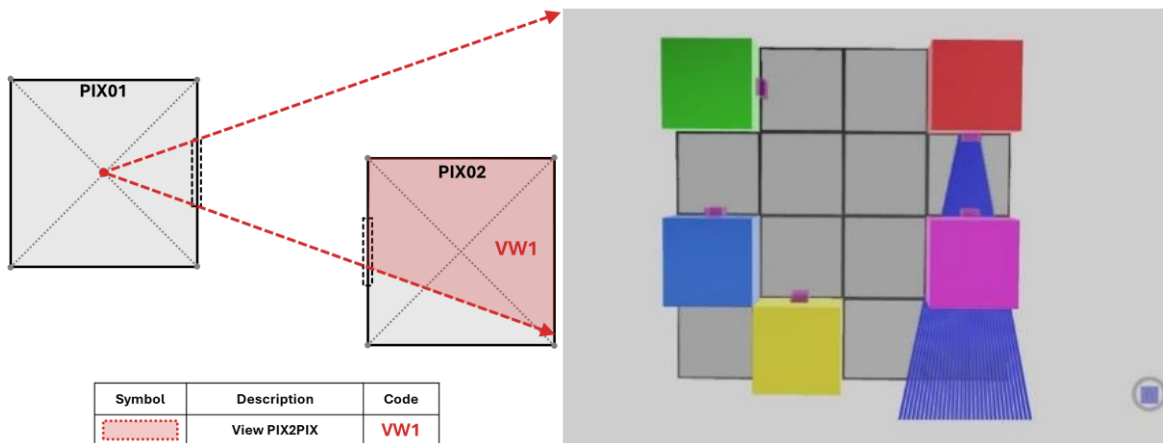 PIX01
PIX02
VW1
Symbol Description Code
View PIX2PIX VW1